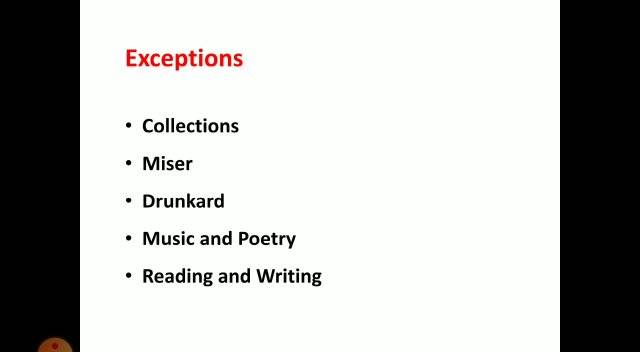 Exceptions
• Collections
• Miser
• Drunkard
• Music and Poetry
• Reading and Writing